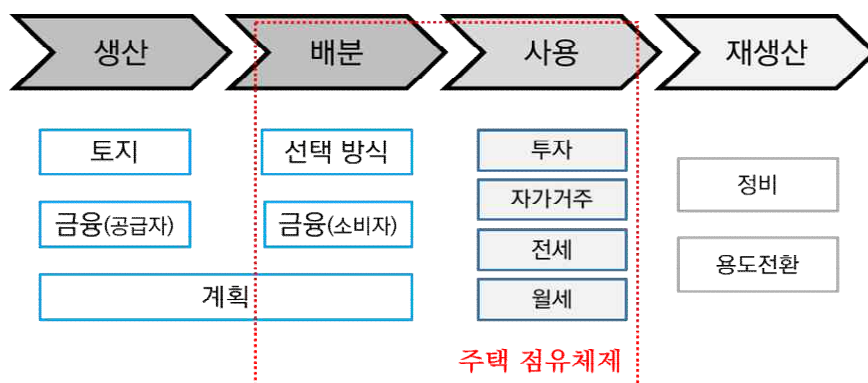 생산 배분 사용 재생산
토지 선택 방식 투자
정비
자가거주
금융(공급자) 금융(소비자)
전세
용도전환
계획 월세
주택 점유체제